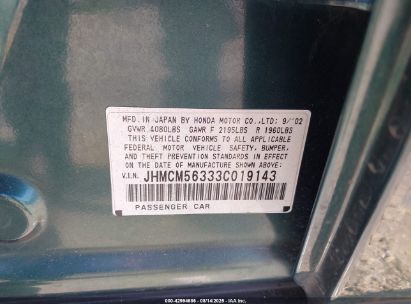 MFD. IN JAPAN BY HONDA MOTOR CO.,LTD: 9/'02
GVWR 4080LBS GAWR F 2195LBS R 1960LBS
THIS VEHICLE CONFORMS TO ALL APPLICABLE
FEDERAL MOTOR VEHICLE SAFETY, BUMPER,
AND THEFT PREVENTION STANDARDS IN EFFECT
ON THE DATE OF MANUFACTURE SHOWN ABOVE.
V.I.N. JHMCM56333C019143
PASSENGER CAR